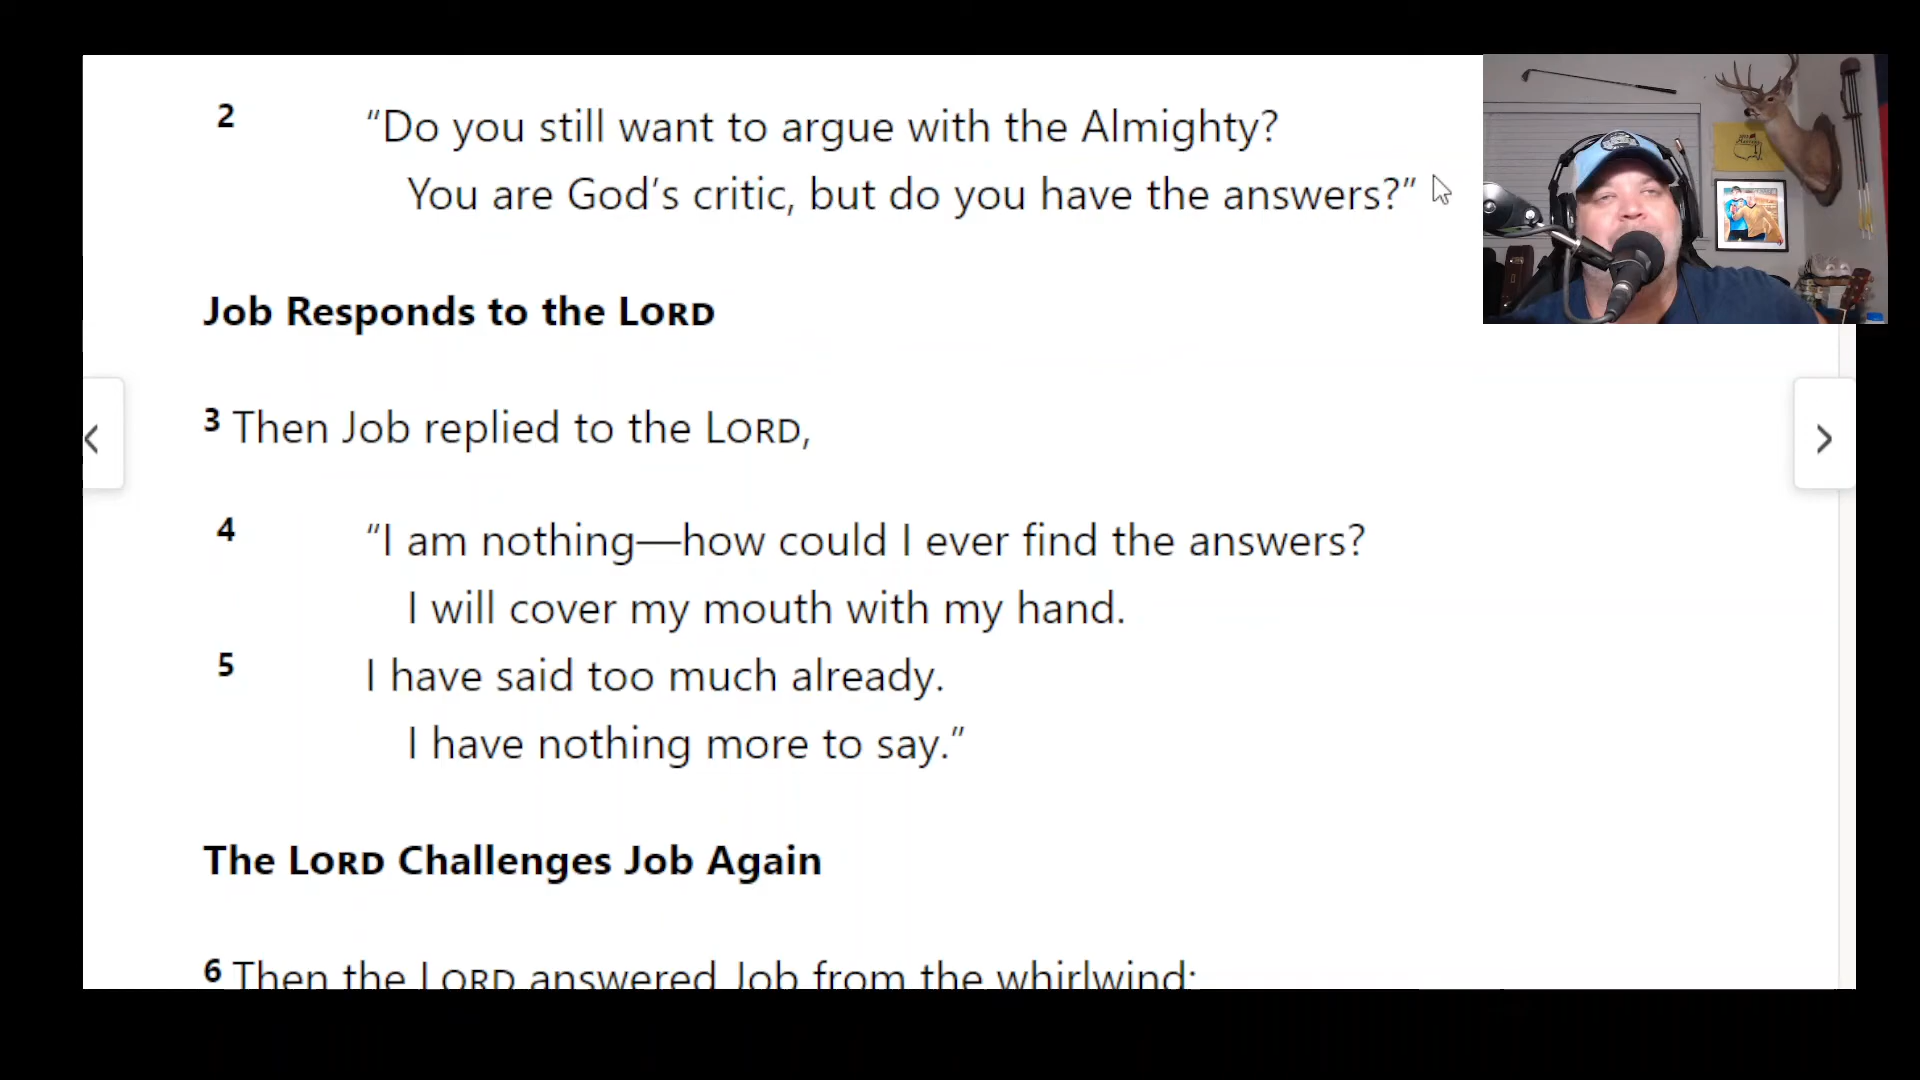 2 “Do you still want to argue with the Almighty?
You are God’s critic, but do you have the answers?”
Job Responds to the LORD
3 Then Job replied to the LORD,
4 “I am nothing—how could I ever find the answers?
I will cover my mouth with my hand.
5 I have said too much already.
I have nothing more to say.”
The LORD Challenges Job Again
6 Then the LORD answered Job from the whirlwind: